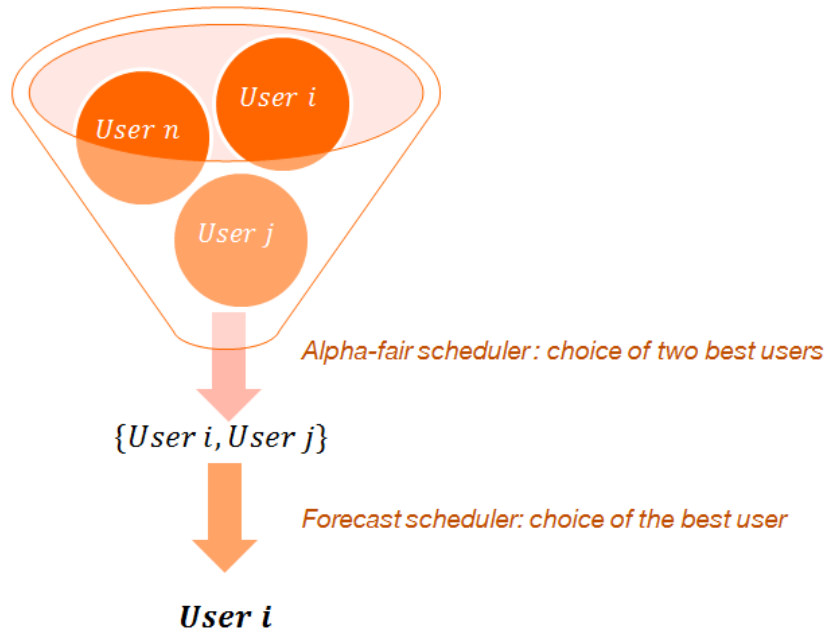 User i
User n
User j
Alpha-fair scheduler : choice of two best users
{User i, User j}
Forecast scheduler: choice of the best user
User i